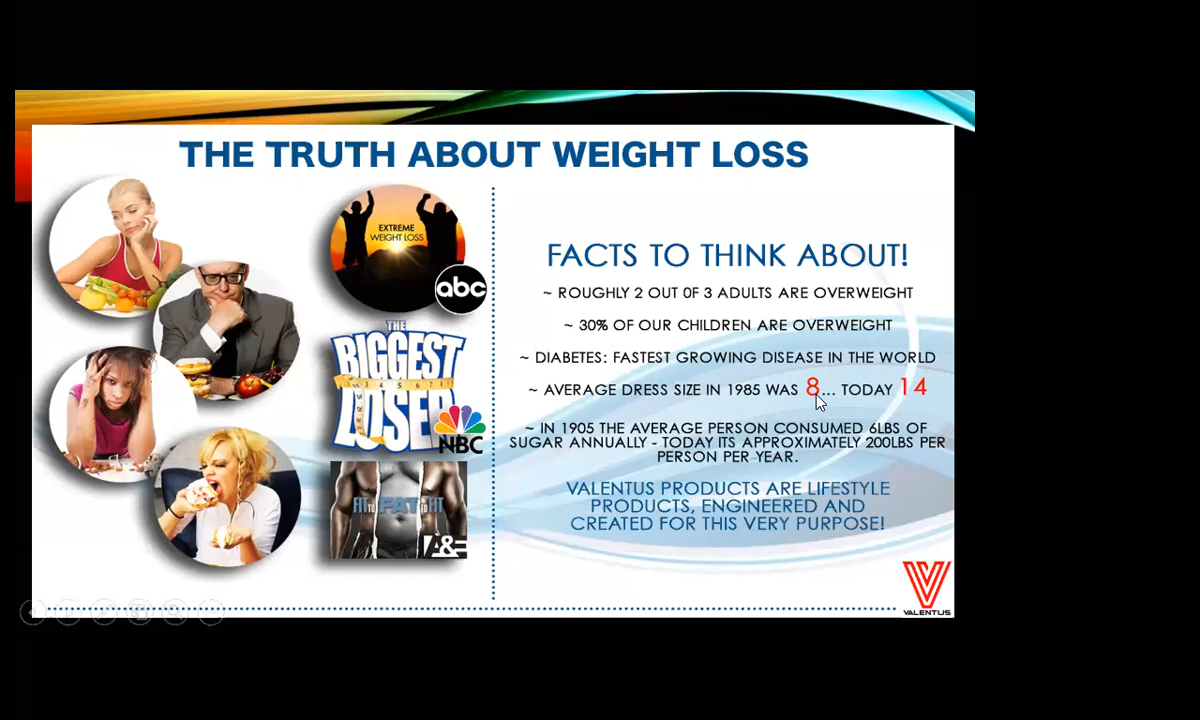 THE TRUTH ABOUT WEIGHT LOSS
EXTREME
WEIGHT LOSS
abc
THE
BIGGEST
LOSER
NBC
FIT TO FAT TO FIT
A&E
FACTS TO THINK ABOUT!
~ ROUGHLY 2 OUT 0F 3 ADULTS ARE OVERWEIGHT
~ 30% OF OUR CHILDREN ARE OVERWEIGHT
~ DIABETES: FASTEST GROWING DISEASE IN THE WORLD
~ AVERAGE DRESS SIZE IN 1985 WAS 8... TODAY 14
~ IN 1905 THE AVERAGE PERSON CONSUMED 6LBS OF
SUGAR ANNUALLY - TODAY ITS APPROXIMATELY 200LBS PER
PERSON PER YEAR.
VALENTUS PRODUCTS ARE LIFESTYLE
PRODUCTS, ENGINEERED AND
CREATED FOR THIS VERY PURPOSE!
VALENTUS